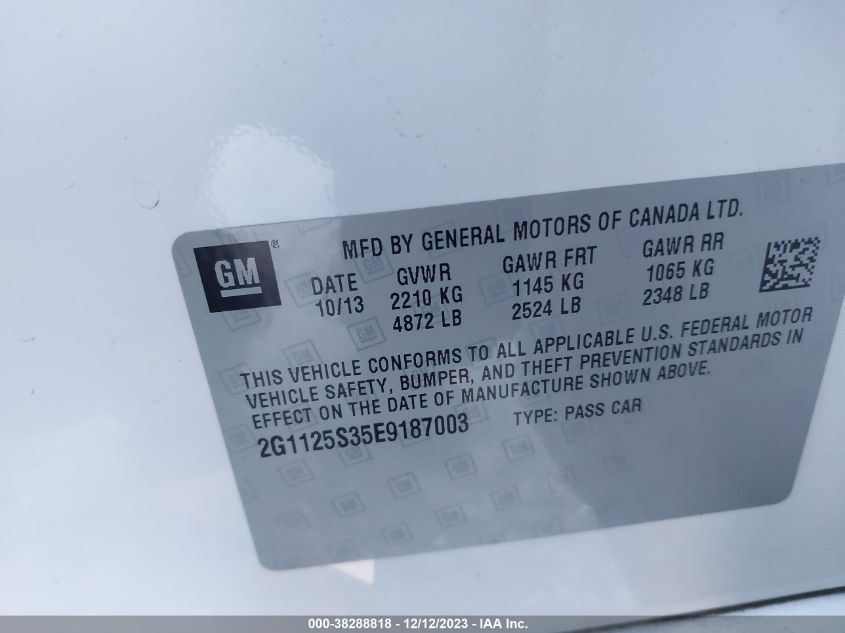 GM ®
MFD BY GENERAL MOTORS OF CANADA LTD.
DATE GVWR GAWR FRT GAWR RR
10/13 2210 KG 1145 KG 1065 KG
4872 LB 2524 LB 2348 LB
THIS VEHICLE CONFORMS TO ALL APPLICABLE U.S. FEDERAL MOTOR
VEHICLE SAFETY, BUMPER, AND THEFT PREVENTION STANDARDS IN
EFFECT ON THE DATE OF MANUFACTURE SHOWN ABOVE.
2G1125S35E9187003 TYPE: PASS CAR
000-38288818 - 12/12/2023 - IAA Inc.